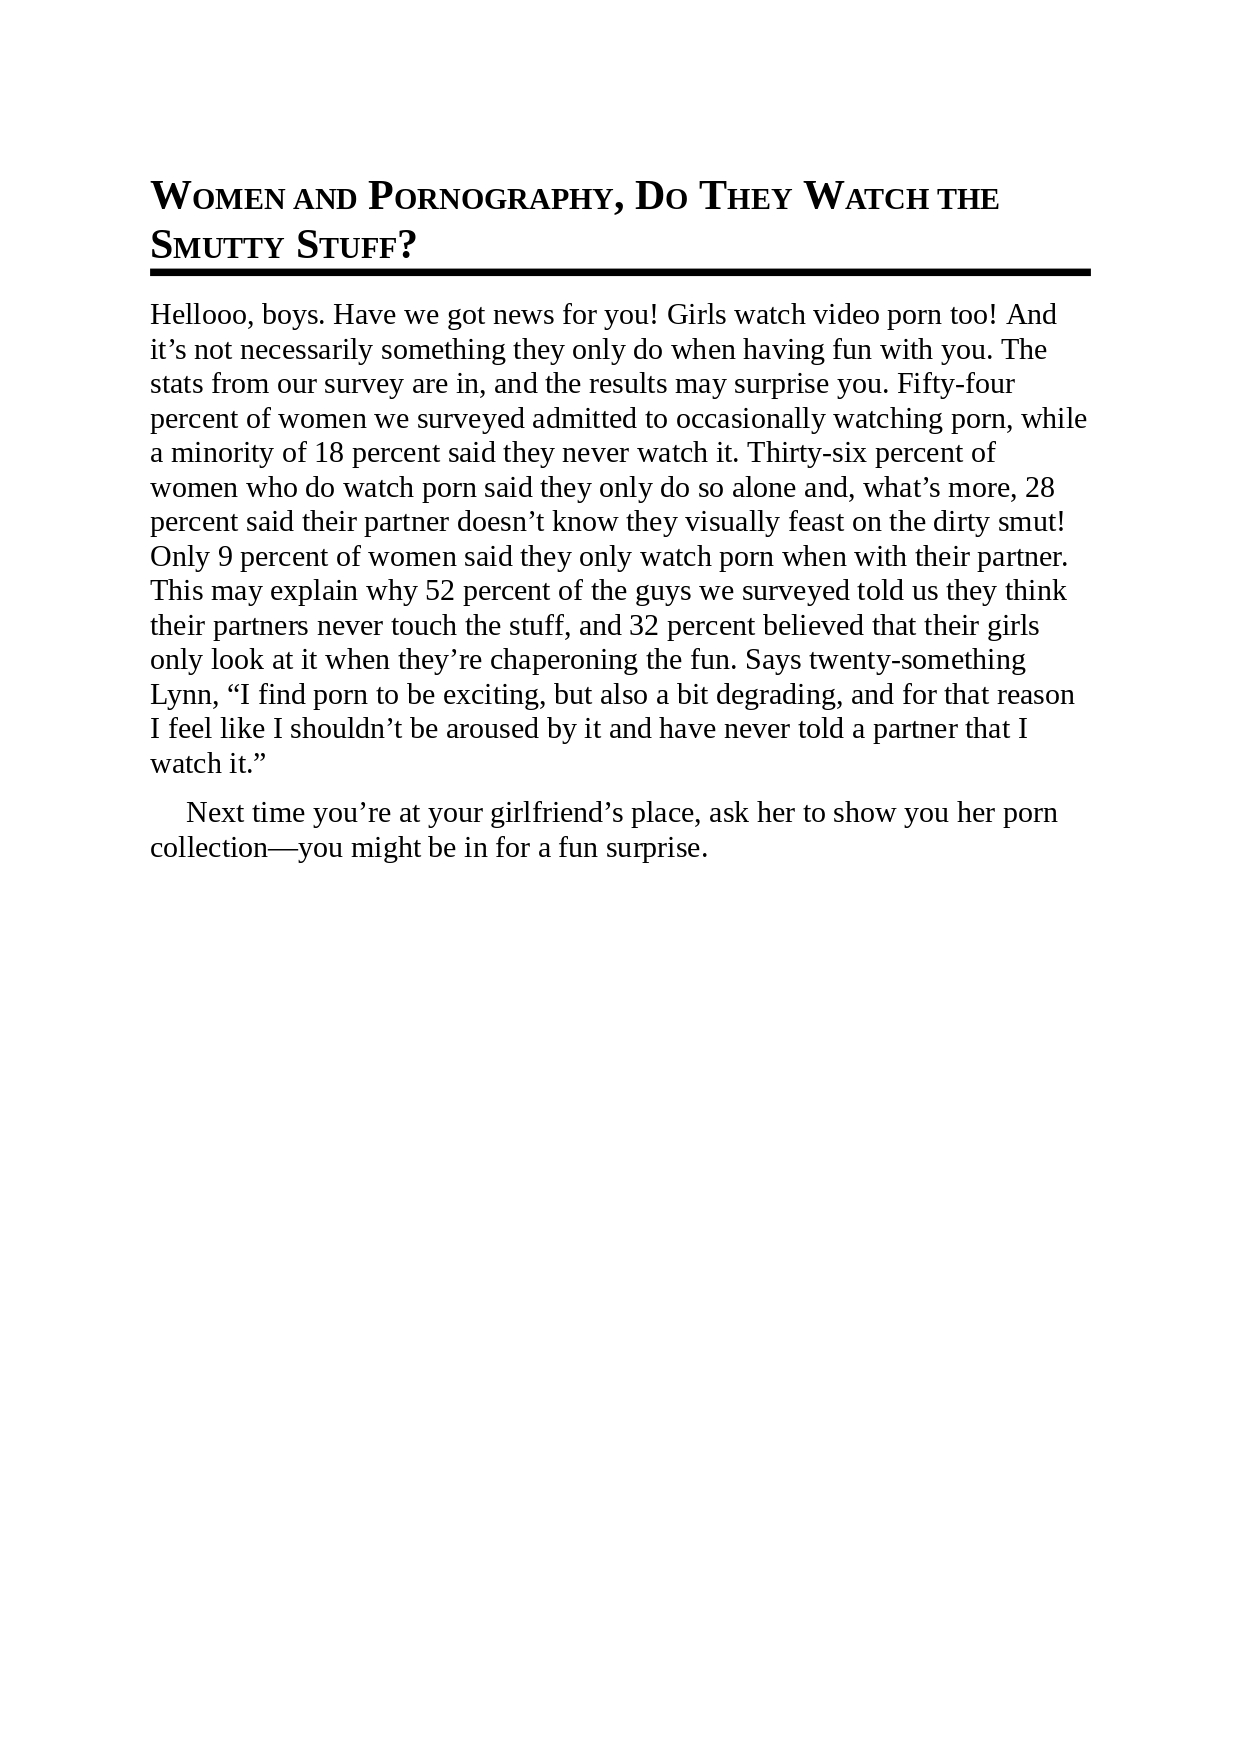 Women and Pornography, Do They Watch the
Smutty Stuff?
Hellooo, boys. Have we got news for you! Girls watch video porn too! And
it’s not necessarily something they only do when having fun with you. The
stats from our survey are in, and the results may surprise you. Fifty-four
percent of women we surveyed admitted to occasionally watching porn, while
a minority of 18 percent said they never watch it. Thirty-six percent of
women who do watch porn said they only do so alone and, what’s more, 28
percent said their partner doesn’t know they visually feast on the dirty smut!
Only 9 percent of women said they only watch porn when with their partner.
This may explain why 52 percent of the guys we surveyed told us they think
their partners never touch the stuff, and 32 percent believed that their girls
only look at it when they’re chaperoning the fun. Says twenty-something
Lynn, “I find porn to be exciting, but also a bit degrading, and for that reason
I feel like I shouldn’t be aroused by it and have never told a partner that I
watch it.”
Next time you’re at your girlfriend’s place, ask her to show you her porn
collection—you might be in for a fun surprise.